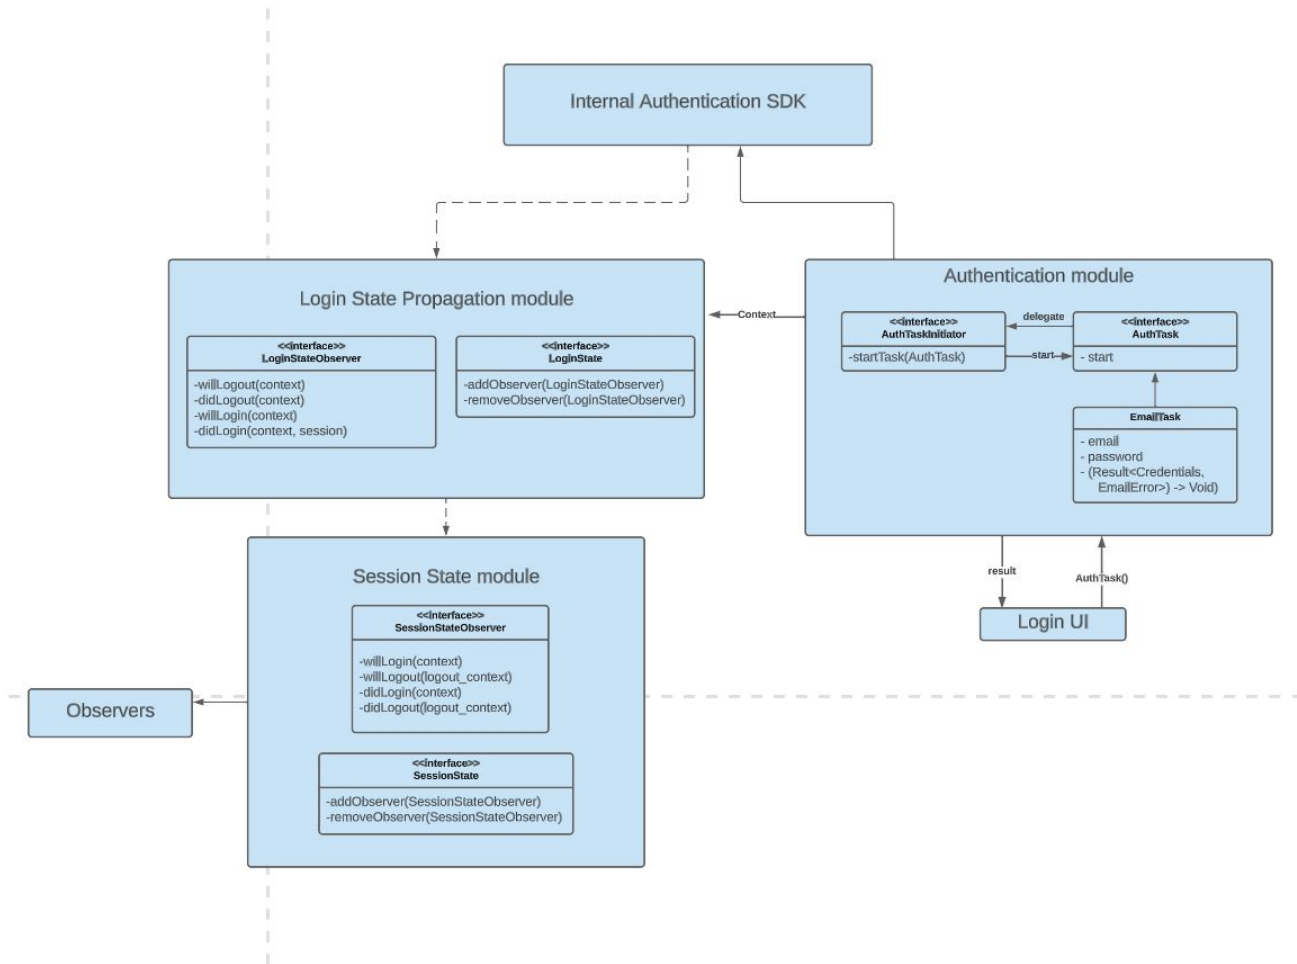 Internal Authentication SDK
Login State Propagation module
<<interface>>
LoginStateObserver
-willLogout(context)
-didLogout(context)
-willLogin(context)
-didLogin(context, session)
<<interface>>
LoginState
-addObserver(LoginStateObserver)
-removeObserver(LoginStateObserver)
Context
Authentication module
<<interface>>
AuthTaskInitiator
-startTask(AuthTask)
delegate
start
<<interface>>
AuthTask
- start
EmailTask
- email
- password
- (Result<Credentials,
EmailError>) -> Void)
result
AuthTask()
Login UI
Session State module
<<interface>>
SessionStateObserver
-willLogin(context)
-willLogout(logout_context)
-didLogin(context)
-didLogout(logout_context)
<<interface>>
SessionState
-addObserver(SessionStateObserver)
-removeObserver(SessionStateObserver)
Observers